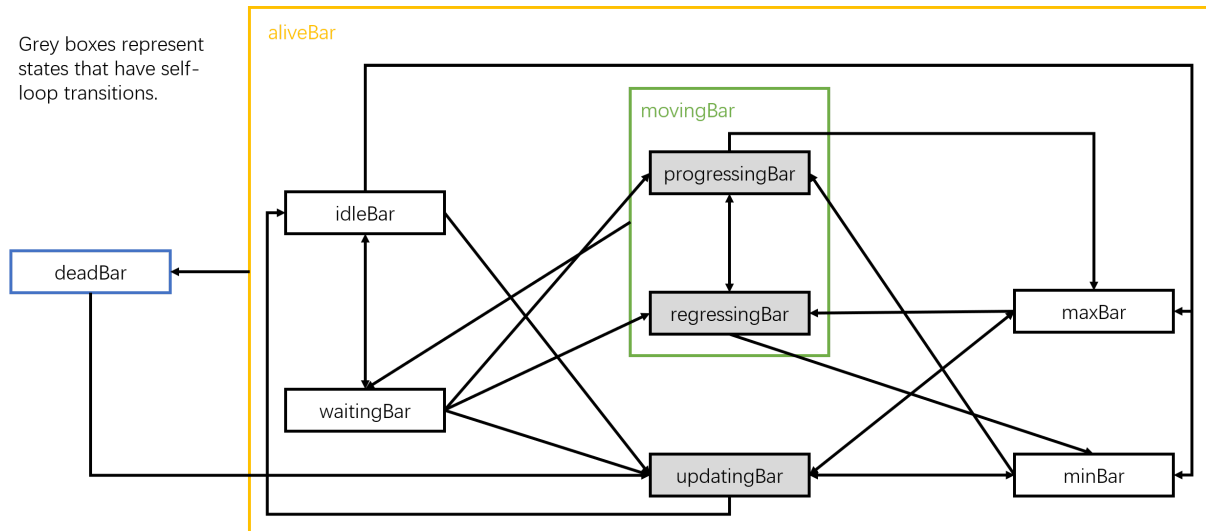 Grey boxes represent
states that have self-
loop transitions.
aliveBar
movingBar
progressingBar
idleBar
deadBar
regressingBar
maxBar
waitingBar
updatingBar
minBar